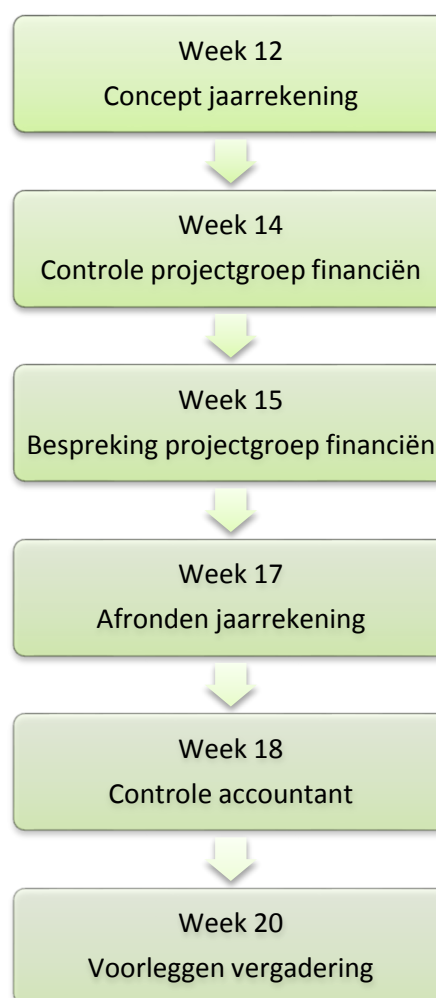 Week 12
Concept jaarrekening
Week 14
Controle projectgroep financiën
Week 15
Bespreking projectgroep financiën
Week 17
Afronden jaarrekening
Week 18
Controle accountant
Week 20
Voorleggen vergadering